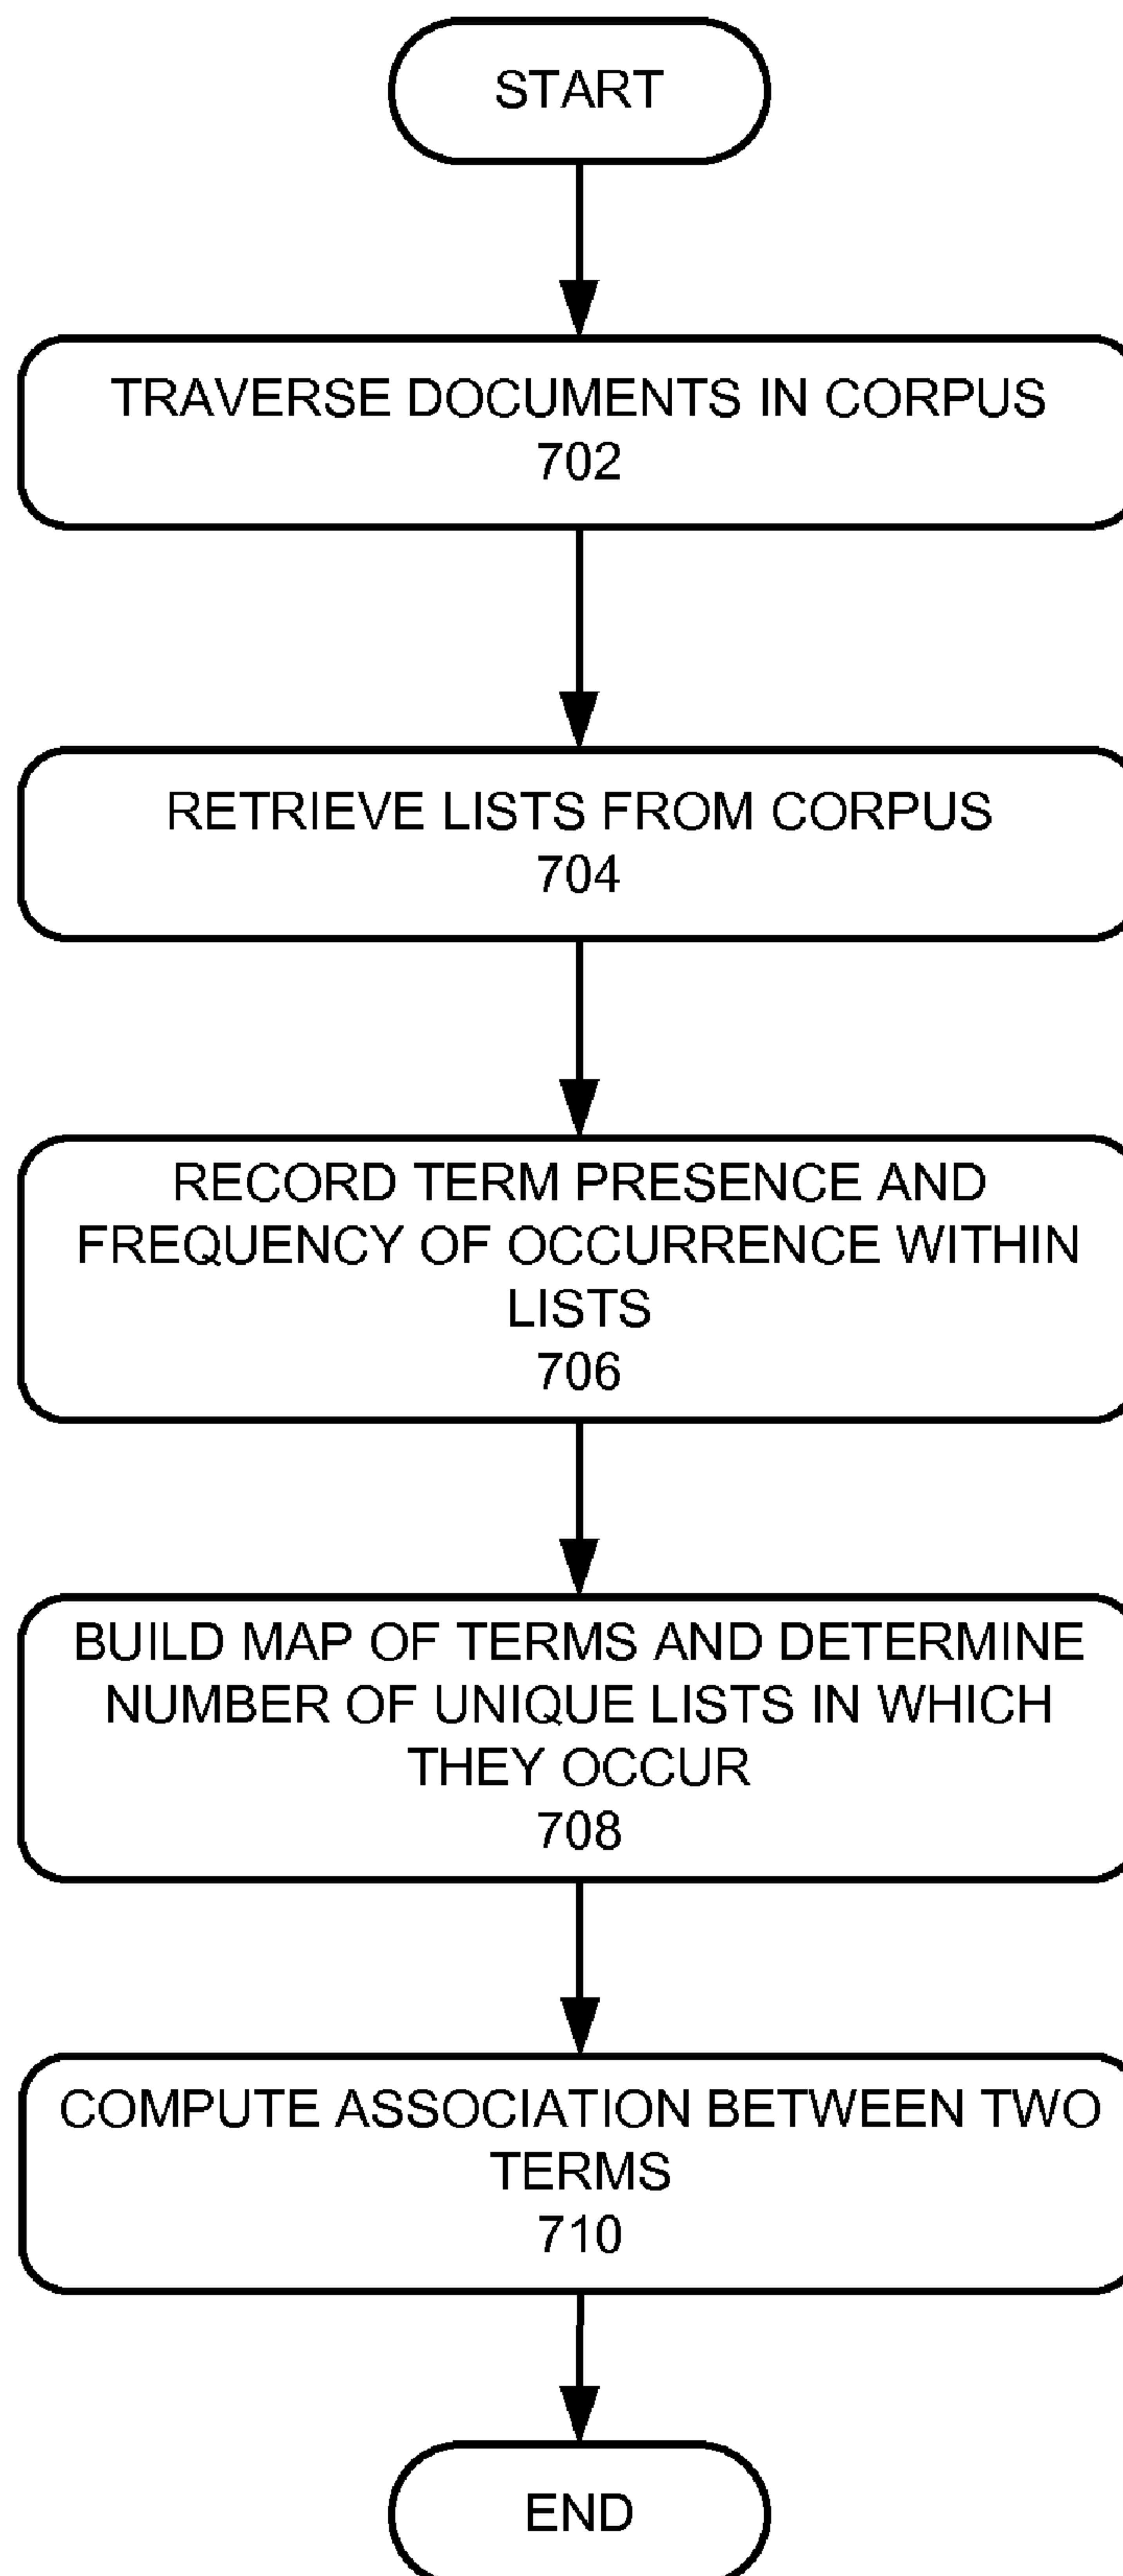 START
TRAVERSE DOCUMENTS IN CORPUS
702
RETRIEVE LISTS FROM CORPUS
704
RECORD TERM PRESENCE AND
FREQUENCY OF OCCURRENCE WITHIN
LISTS
706
BUILD MAP OF TERMS AND DETERMINE
NUMBER OF UNIQUE LISTS IN WHICH
THEY OCCUR
708
COMPUTE ASSOCIATION BETWEEN TWO
TERMS
710
END